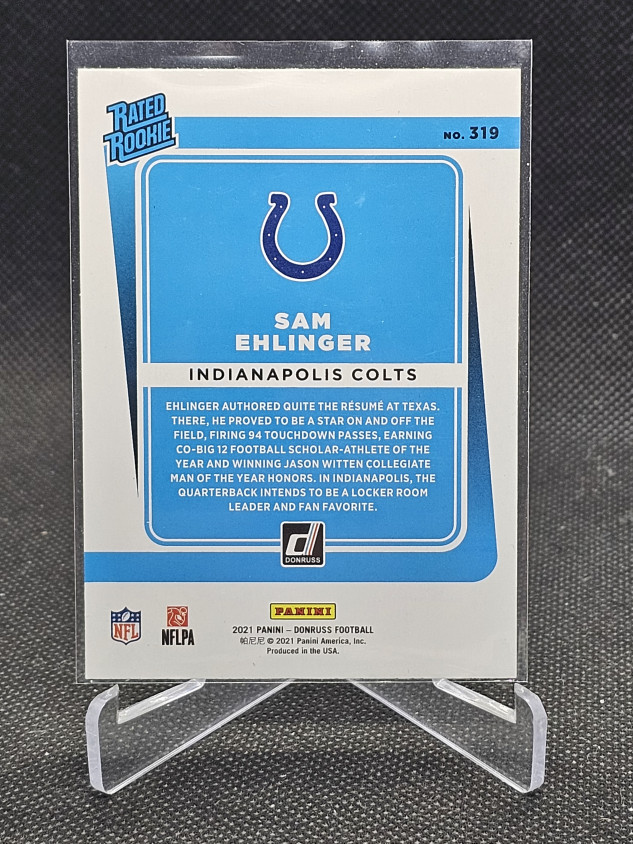 RATED
ROOKIE
NO. 319
SAM
EHLINGER
INDIANAPOLIS COLTS
EHLINGER AUTHORED QUITE THE RÉSUMÉ AT TEXAS.
THERE, HE PROVED TO BE A STAR ON AND OFF THE
FIELD, FIRING 94 TOUCHDOWN PASSES, EARNING
CO-BIG 12 FOOTBALL SCHOLAR-ATHLETE OF THE
YEAR AND WINNING JASON WITTEN COLLEGIATE
MAN OF THE YEAR HONORS. IN INDIANAPOLIS, THE
QUARTERBACK INTENDS TO BE A LOCKER ROOM
LEADER AND FAN FAVORITE.
d
DONRUSS
NFL
NFLPA
PANINI
2021 PANINI – DONRUSS FOOTBALL
帕尼尼 © 2021 Panini America, Inc.
Produced in the USA.